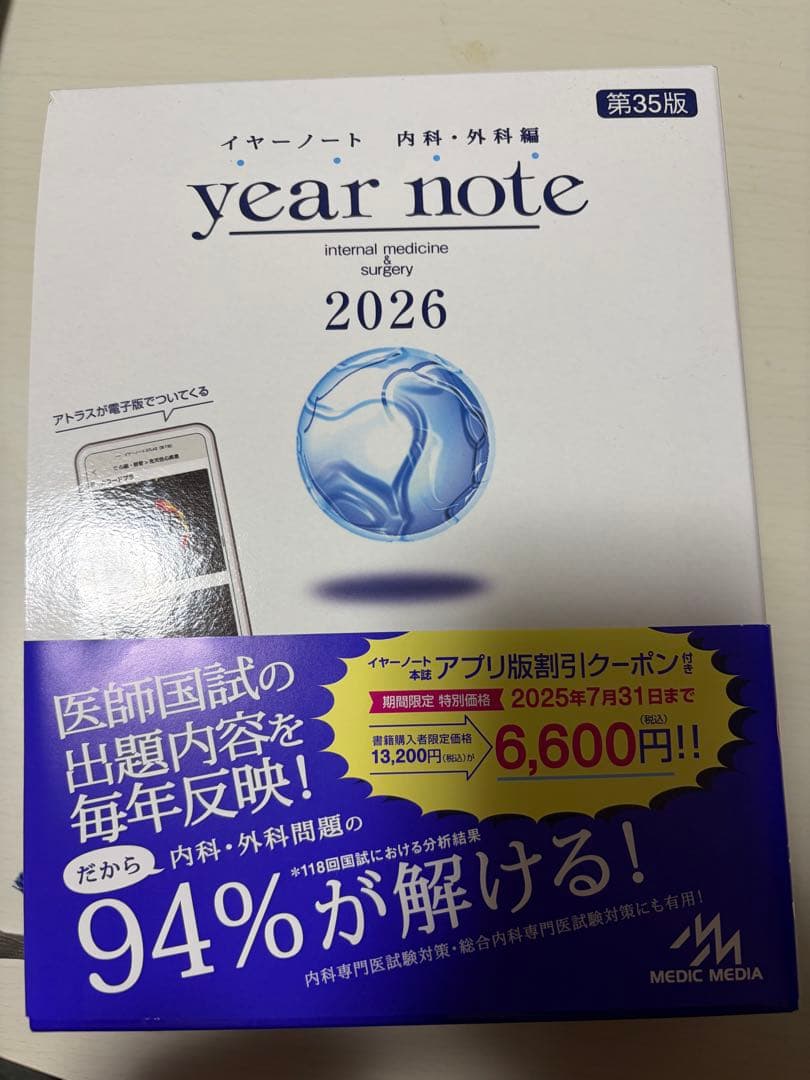 第35版
イヤーノート 内科・外科編
year note
internal medicine
&
surgery
2026
アトラスが電子版でついてくる
医師国試の
出題内容を
毎年反映!
だから
内科・外科問題の
*118回国試における分析結果
94%が解ける!
内科専門医試験対策・総合内科専門医試験対策にも有用!
イヤーノート本誌 アプリ版割引クーポン付き
期間限定 特別価格 2025年7月31日まで
書籍購入者限定価格
13,200円(税込)が
6,600円(税込)!!
MEDIC MEDIA